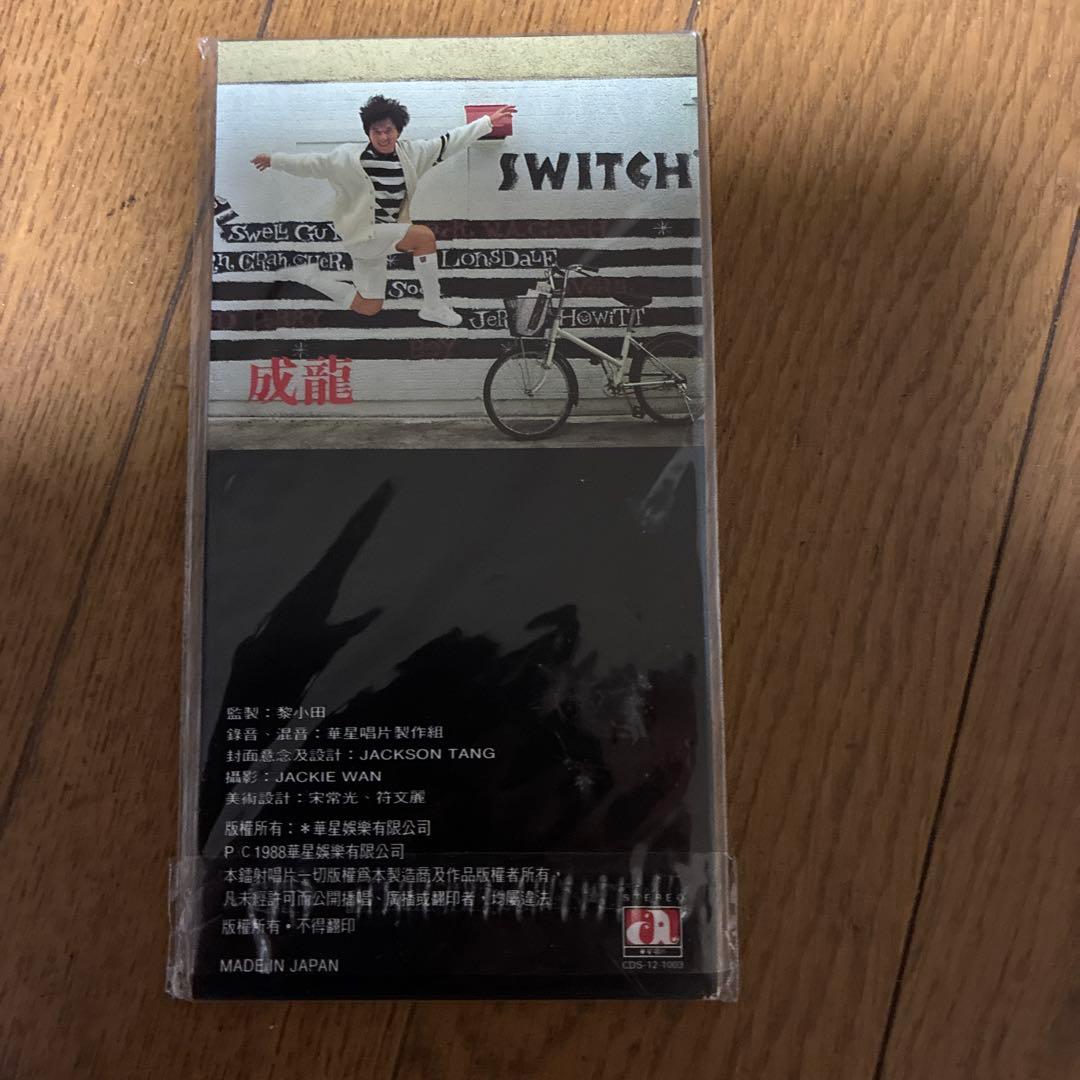 SWITCH
SWELL GUY
LONSDALE
SO
JER HOWITT
BOY
成龍
監製：黎小田
錄音、混音：華星唱片製作組
封面意念及設計：JACKSON TANG
攝影：JACKIE WAN
美術設計：宋常光、符文麗
版權所有：＊華星娛樂有限公司
P C 1988華星娛樂有限公司
本鐳射唱片一切版權爲本製造商及作品版權者所有，
凡未經許可而公開播唱、廣播或翻印者，均屬違法
版權所有・不得翻印
MADE IN JAPAN
STEREO
CDS-12-1003